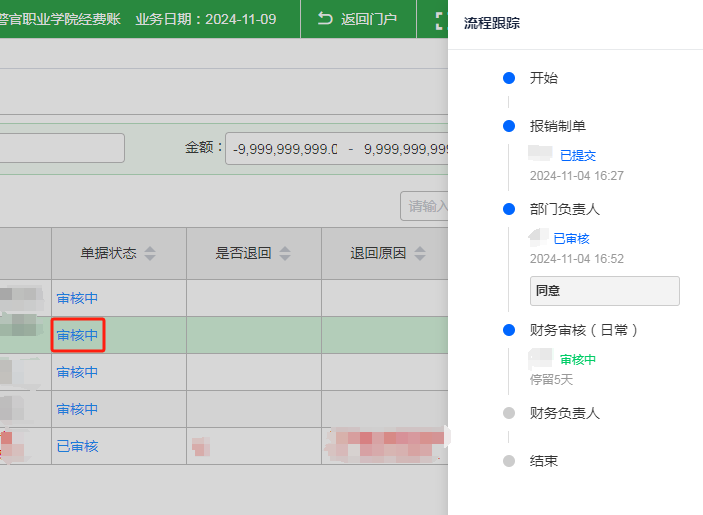 警官职业学院经费账 业务日期：2024-11-09 返回门户
金额： -9,999,999,999.0 - 9,999,999,999
请输入
单据状态 是否退回 退回原因
审核中
审核中
审核中
审核中
已审核
流程跟踪
开始
报销制单
已提交
2024-11-04 16:27
部门负责人
已审核
2024-11-04 16:52
同意
财务审核（日常）
审核中
停留5天
财务负责人
结束